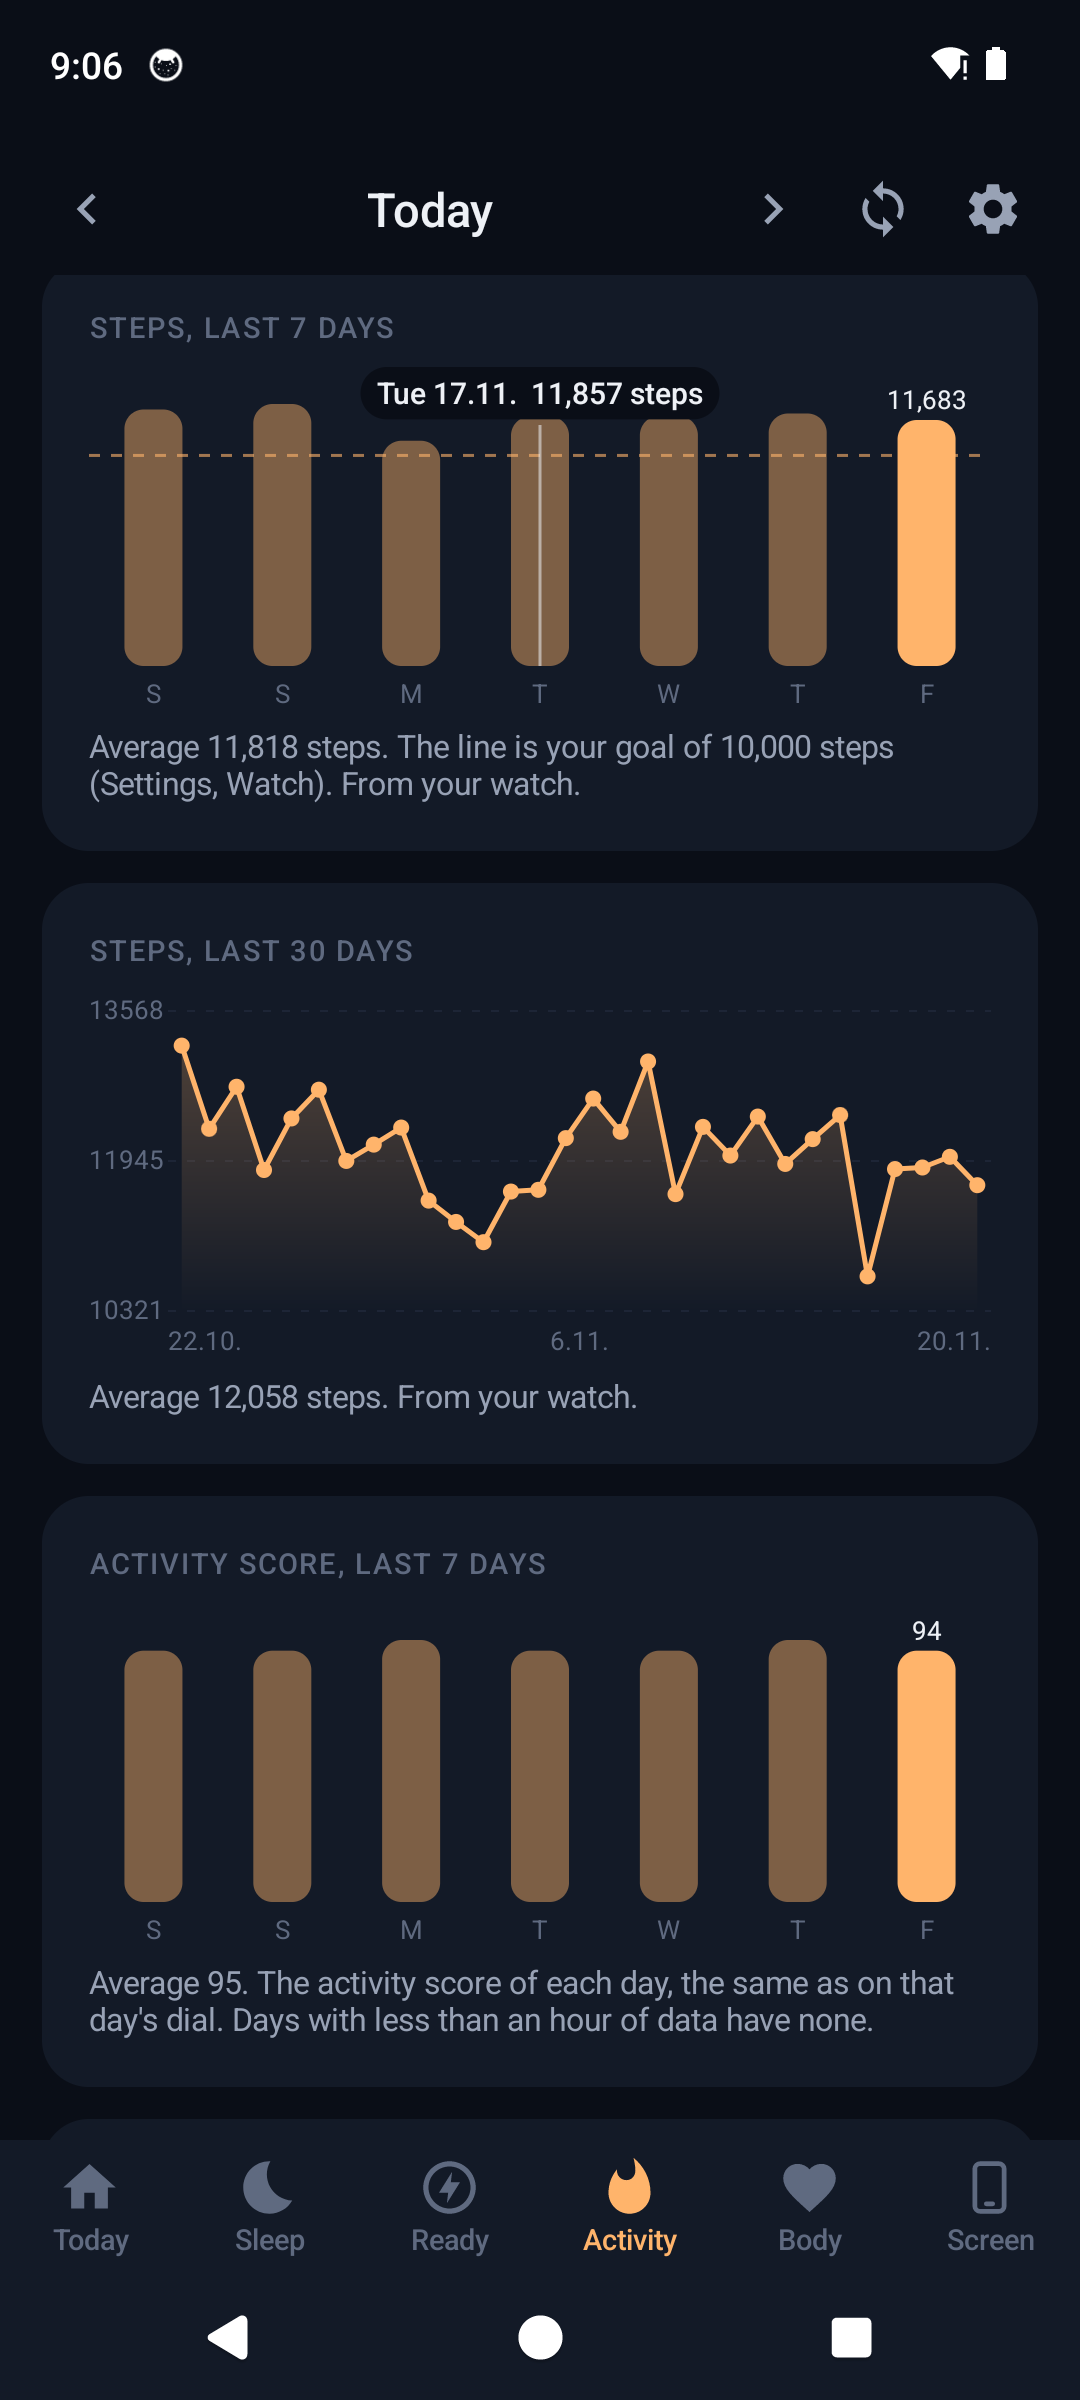 9:06
Today
STEPS, LAST 7 DAYS
Tue 17.11. 11,857 steps
11,683
S S M T W T F
Average 11,818 steps. The line is your goal of 10,000 steps
(Settings, Watch). From your watch.
STEPS, LAST 30 DAYS
13568
11945
10321
22.10. 6.11. 20.11.
Average 12,058 steps. From your watch.
ACTIVITY SCORE, LAST 7 DAYS
94
S S M T W T F
Average 95. The activity score of each day, the same as on that
day's dial. Days with less than an hour of data have none.
Today Sleep Ready Activity Body Screen